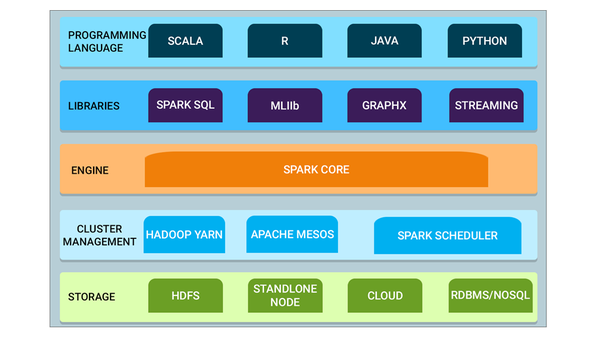 PROGRAMMING
LANGUAGE
SCALA
R
JAVA
PYTHON
LIBRARIES
SPARK SQL
MLIIb
GRAPHX
STREAMING
ENGINE
SPARK CORE
CLUSTER
MANAGEMENT
HADOOP YARN
APACHE MESOS
SPARK SCHEDULER
STORAGE
HDFS
STANDLONE
NODE
CLOUD
RDBMS/NOSQL